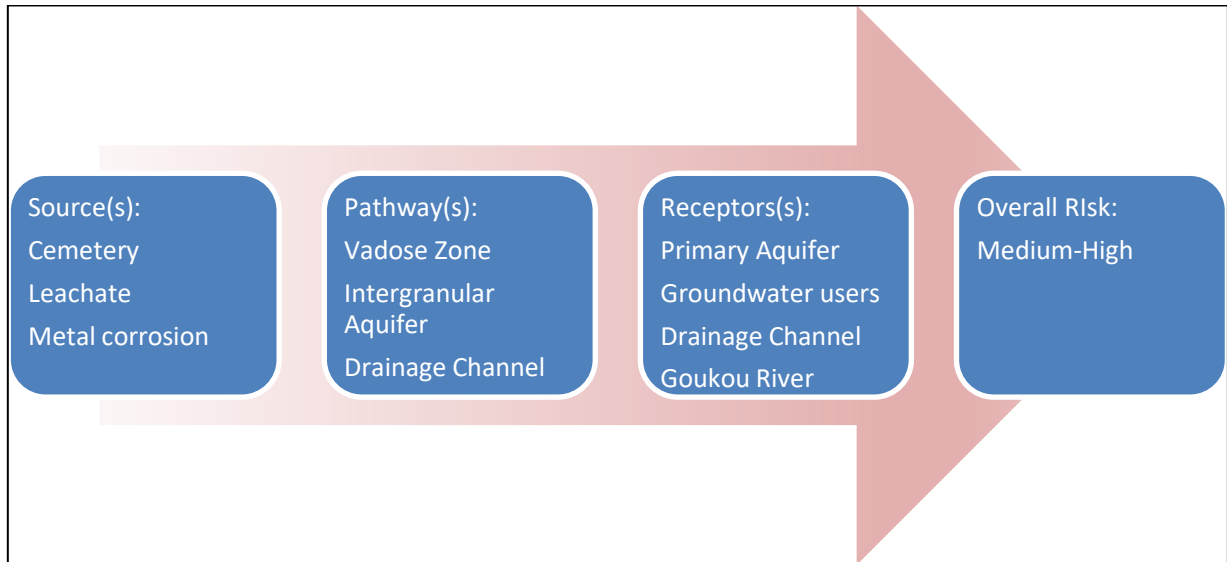 Source(s):
Cemetery
Leachate
Metal corrosion
Pathway(s):
Vadose Zone
Intergranular
Aquifer
Drainage Channel
Receptors(s):
Primary Aquifer
Groundwater users
Drainage Channel
Goukou River
Overall RIsk:
Medium-High